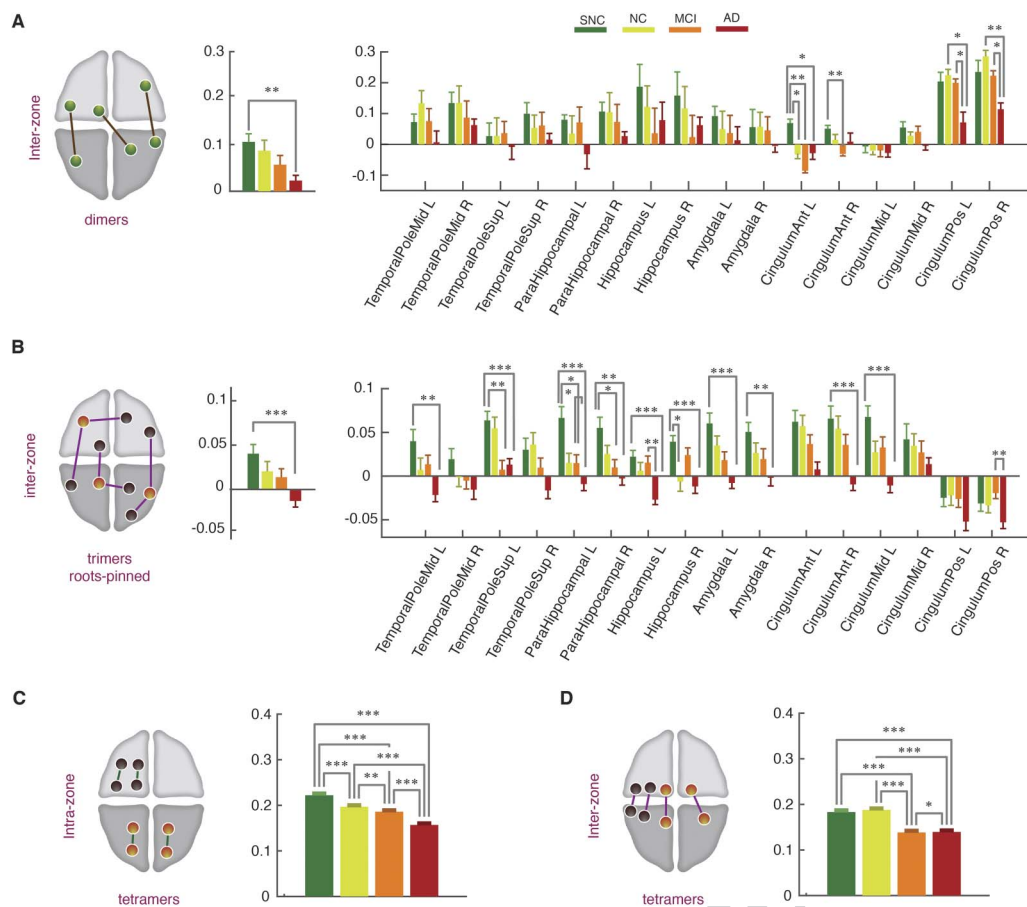 A
SNC NC MCI AD
Inter-zone
dimers
0.3
0.2
0.1
0
**
0.3
0.2
0.1
0
-0.1
*
**
*
**
*
*
**
*
TemporalPoleMid L
TemporalPoleMid R
TemporalPoleSup L
TemporalPoleSup R
ParaHippocampal L
ParaHippocampal R
Hippocampus L
Hippocampus R
Amygdala L
Amygdala R
CingulumAnt L
CingulumAnt R
CingulumMid L
CingulumMid R
CingulumPos L
CingulumPos R
B
inter-zone
trimers
roots-pinned
0.1
0.05
0
-0.05
***
0.1
0.05
0
-0.05
**
***
**
***
*
*
**
*
***
**
***
*
***
**
***
***
**
TemporalPoleMid L
TemporalPoleMid R
TemporalPoleSup L
TemporalPoleSup R
ParaHippocampal L
ParaHippocampal R
Hippocampus L
Hippocampus R
Amygdala L
Amygdala R
CingulumAnt L
CingulumAnt R
CingulumMid L
CingulumMid R
CingulumPos L
CingulumPos R
C
Intra-zone
tetramers
0.4
0.3
0.2
0.1
0
***
***
***
***
**
***
D
Inter-zone
tetramers
0.4
0.3
0.2
0.1
0
***
***
***
***
*